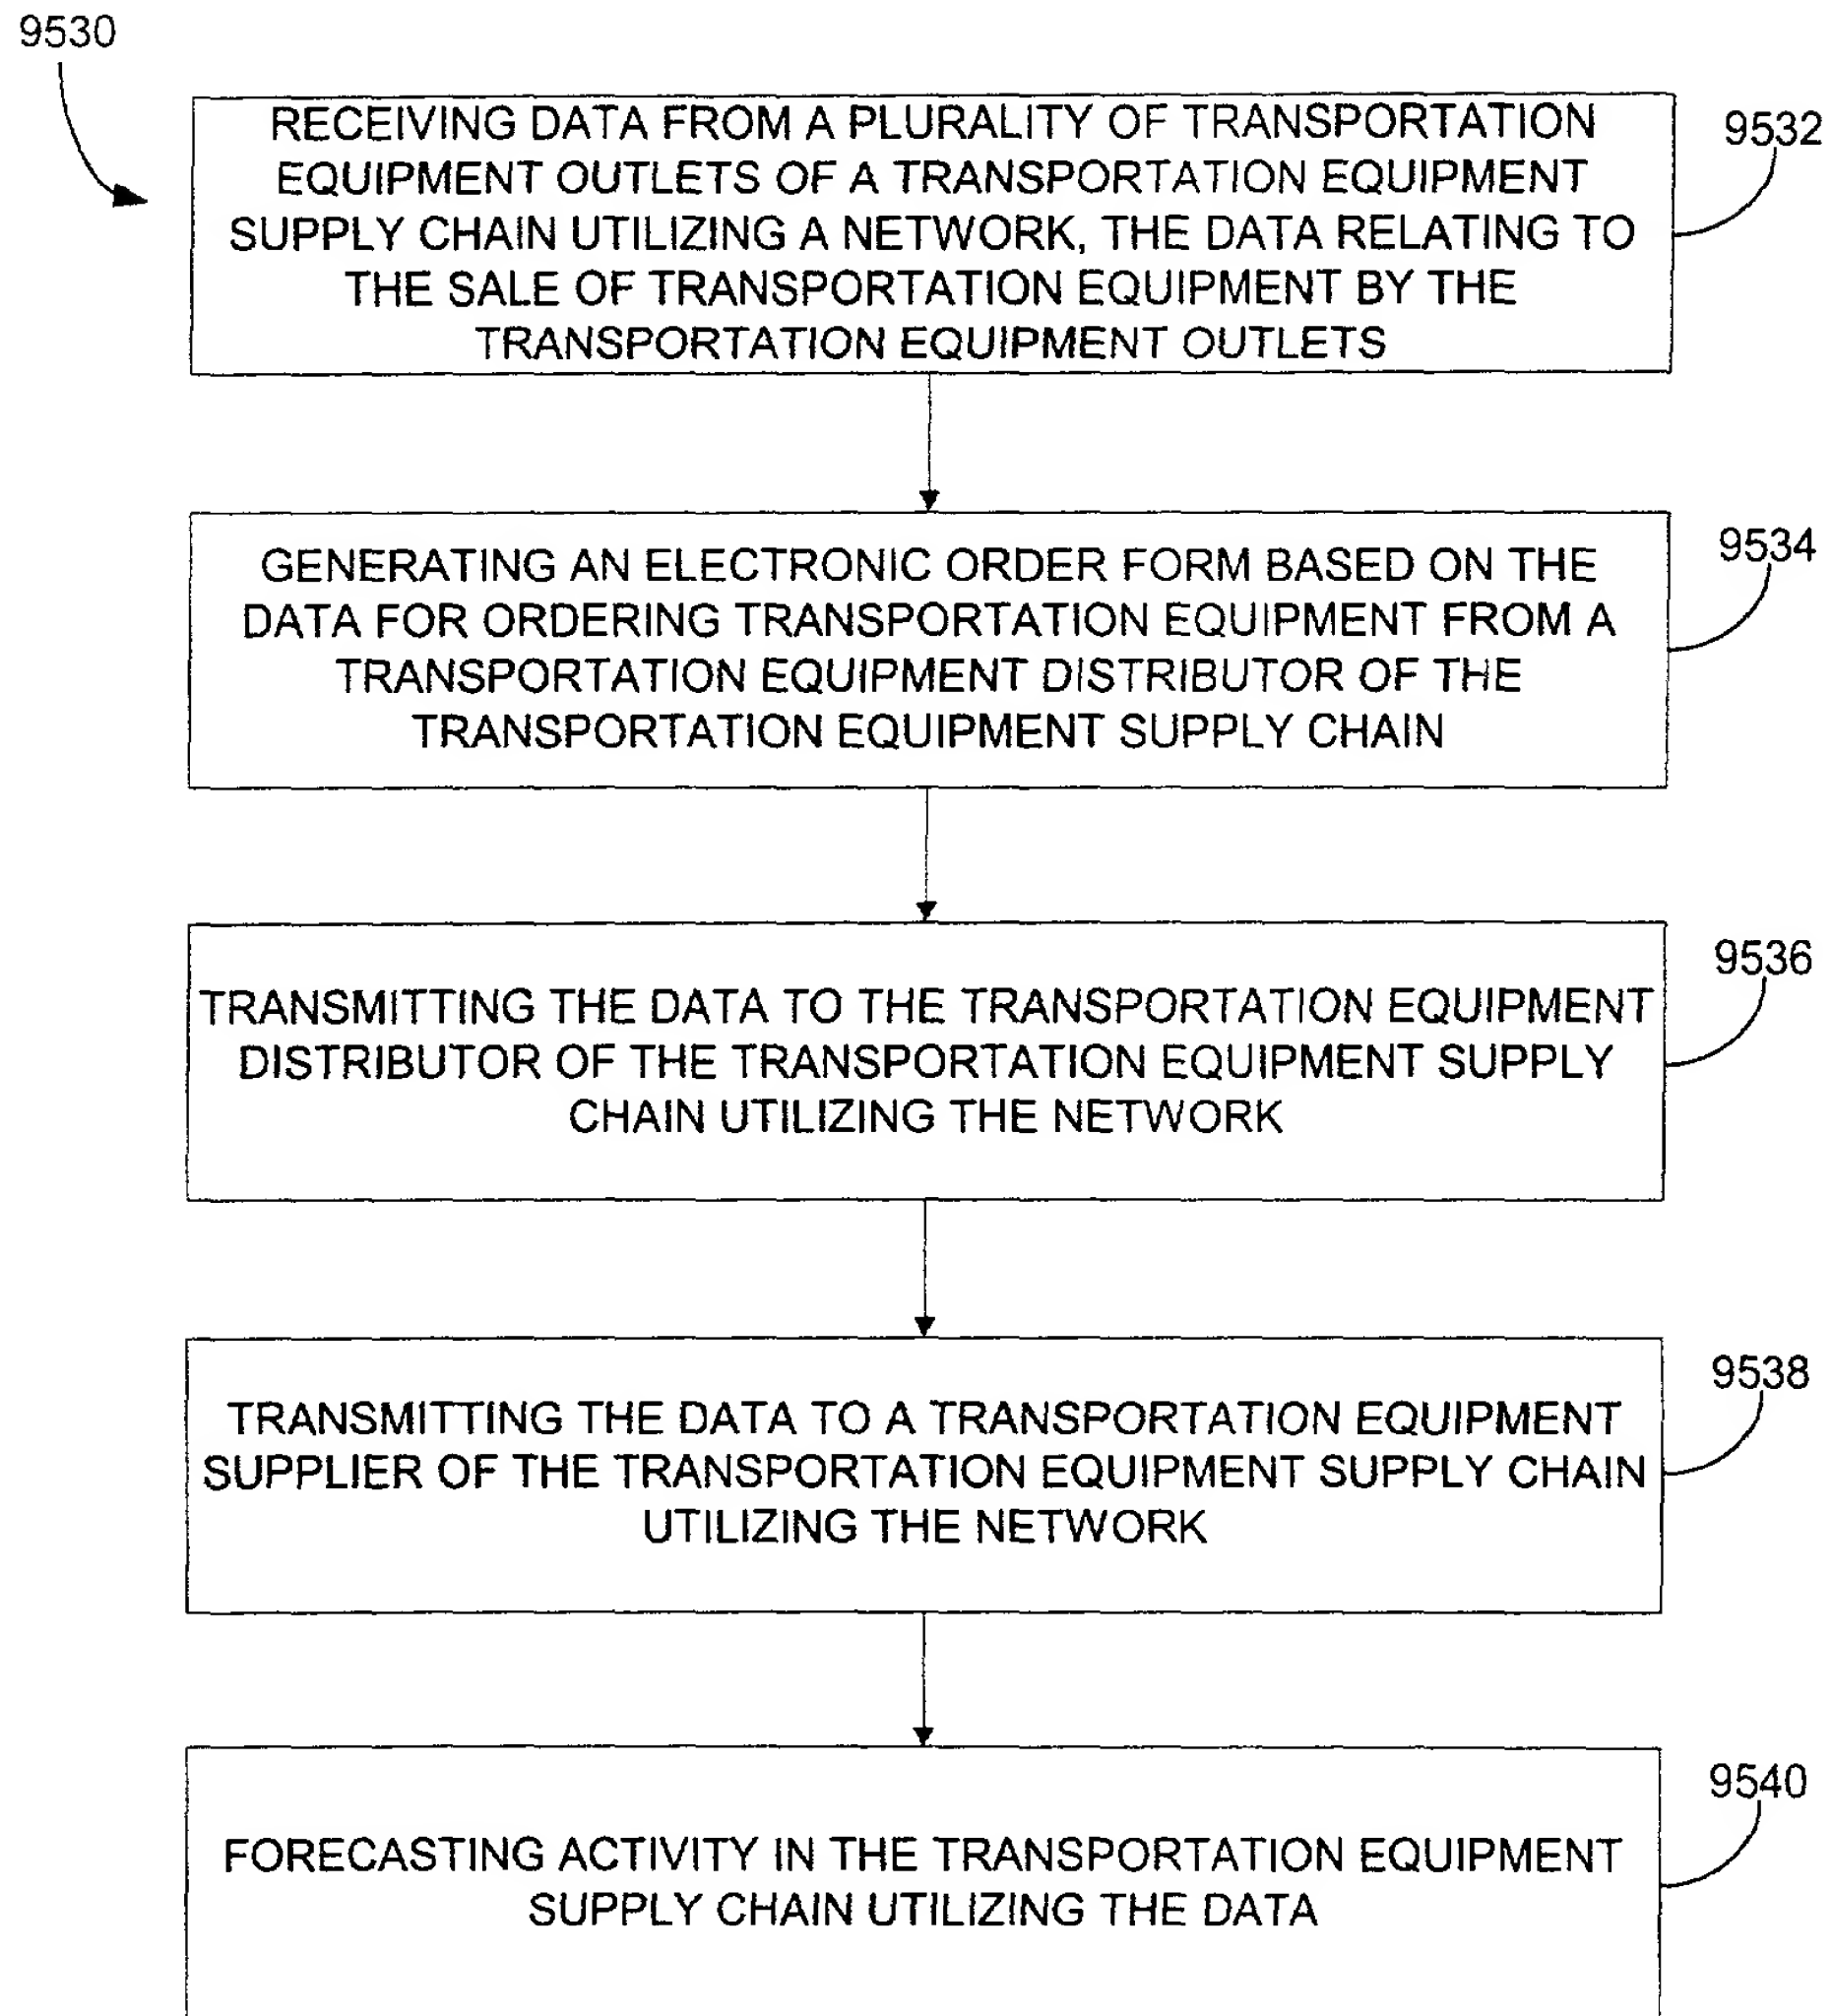 9530
RECEIVING DATA FROM A PLURALITY OF TRANSPORTATION
EQUIPMENT OUTLETS OF A TRANSPORTATION EQUIPMENT
SUPPLY CHAIN UTILIZING A NETWORK, THE DATA RELATING TO
THE SALE OF TRANSPORTATION EQUIPMENT BY THE
TRANSPORTATION EQUIPMENT OUTLETS
9532
GENERATING AN ELECTRONIC ORDER FORM BASED ON THE
DATA FOR ORDERING TRANSPORTATION EQUIPMENT FROM A
TRANSPORTATION EQUIPMENT DISTRIBUTOR OF THE
TRANSPORTATION EQUIPMENT SUPPLY CHAIN
9534
TRANSMITTING THE DATA TO THE TRANSPORTATION EQUIPMENT
DISTRIBUTOR OF THE TRANSPORTATION EQUIPMENT SUPPLY
CHAIN UTILIZING THE NETWORK
9536
TRANSMITTING THE DATA TO A TRANSPORTATION EQUIPMENT
SUPPLIER OF THE TRANSPORTATION EQUIPMENT SUPPLY CHAIN
UTILIZING THE NETWORK
9538
FORECASTING ACTIVITY IN THE TRANSPORTATION EQUIPMENT
SUPPLY CHAIN UTILIZING THE DATA
9540